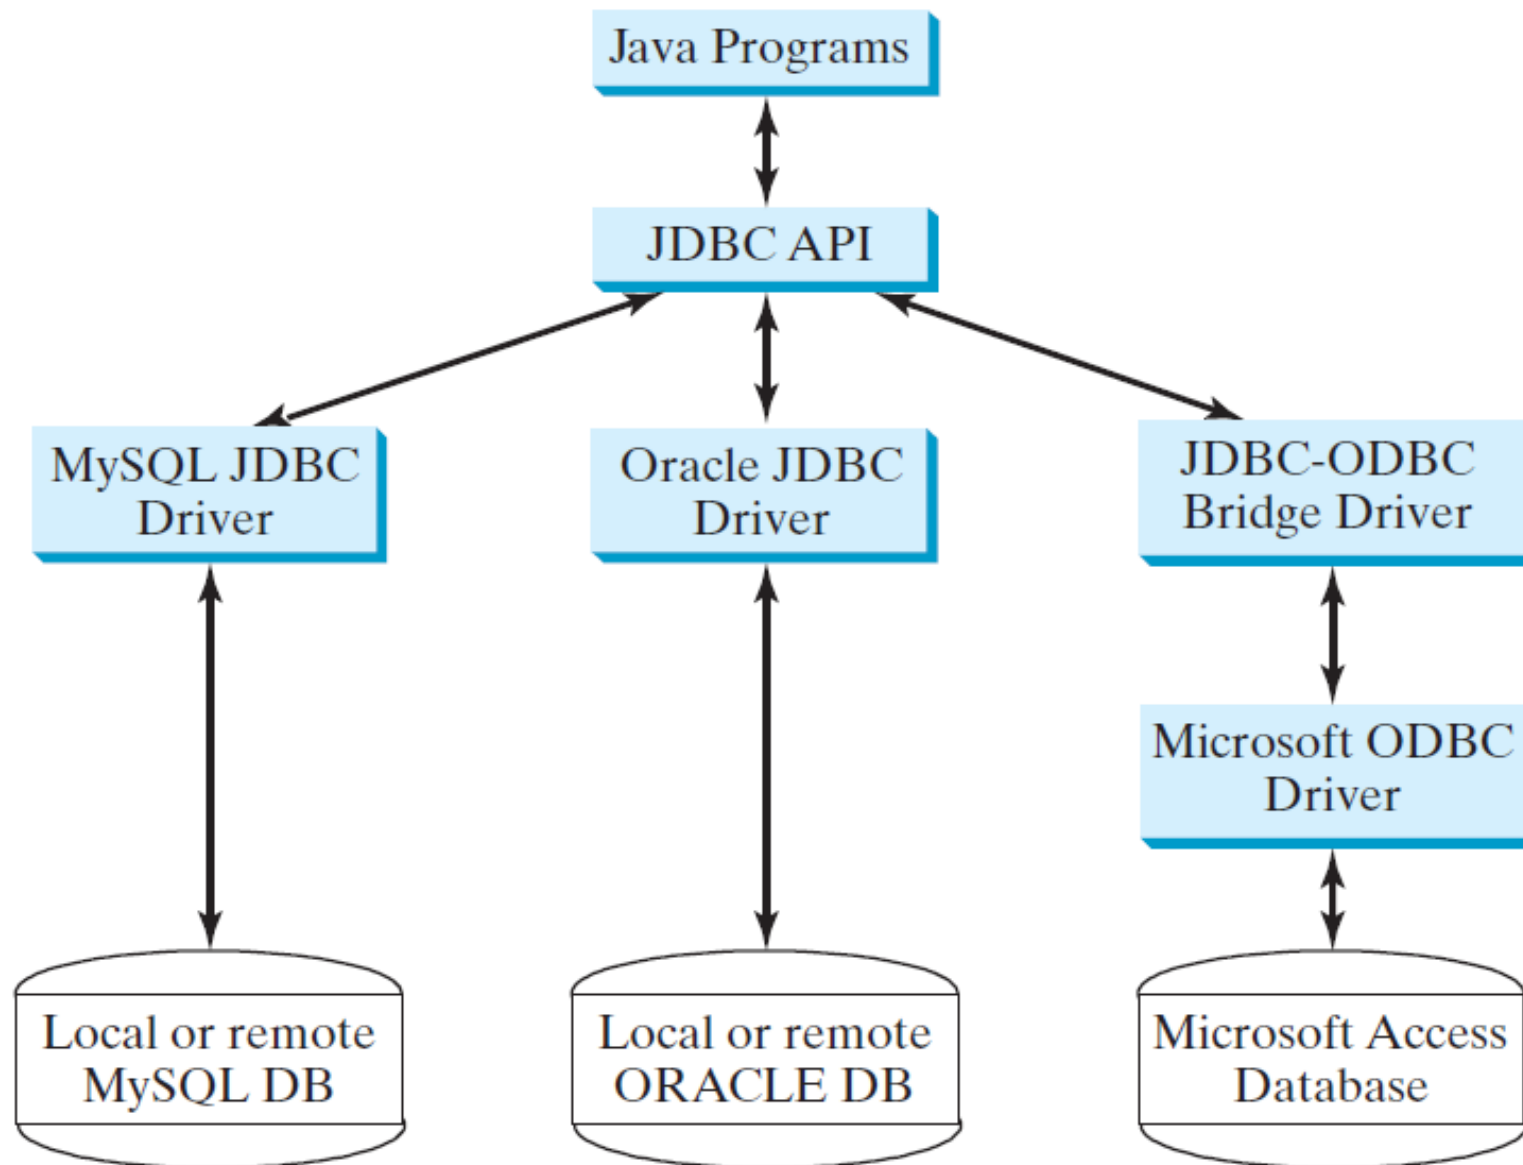 Java Programs
JDBC API
MySQL JDBC
Driver
Oracle JDBC
Driver
JDBC-ODBC
Bridge Driver
Microsoft ODBC
Driver
Local or remote
MySQL DB
Local or remote
ORACLE DB
Microsoft Access
Database